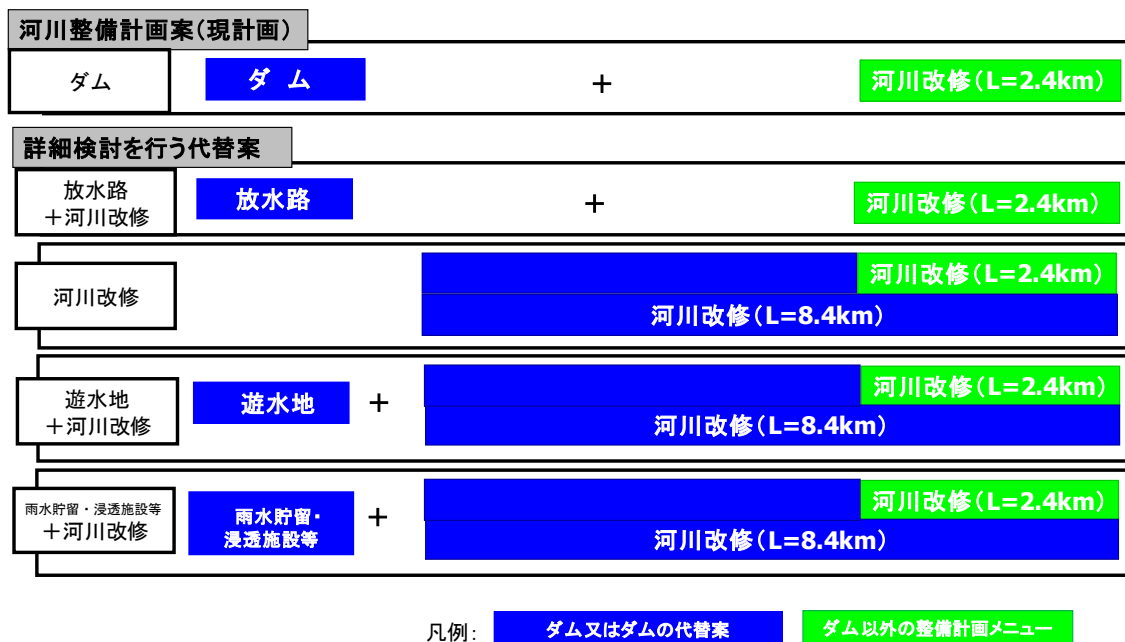 河川整備計画案(現計画)
ダム
ダ ム
+
河川改修(L=2.4km)
詳細検討を行う代替案
放水路
+河川改修
放水路
+
河川改修(L=2.4km)
河川改修
河川改修(L=2.4km)
河川改修(L=8.4km)
遊水地
+河川改修
遊水地
+
河川改修(L=2.4km)
河川改修(L=8.4km)
雨水貯留・浸透施設等
+河川改修
雨水貯留・
浸透施設等
+
河川改修(L=2.4km)
河川改修(L=8.4km)
凡例:
ダム又はダムの代替案
ダム以外の整備計画メニュー